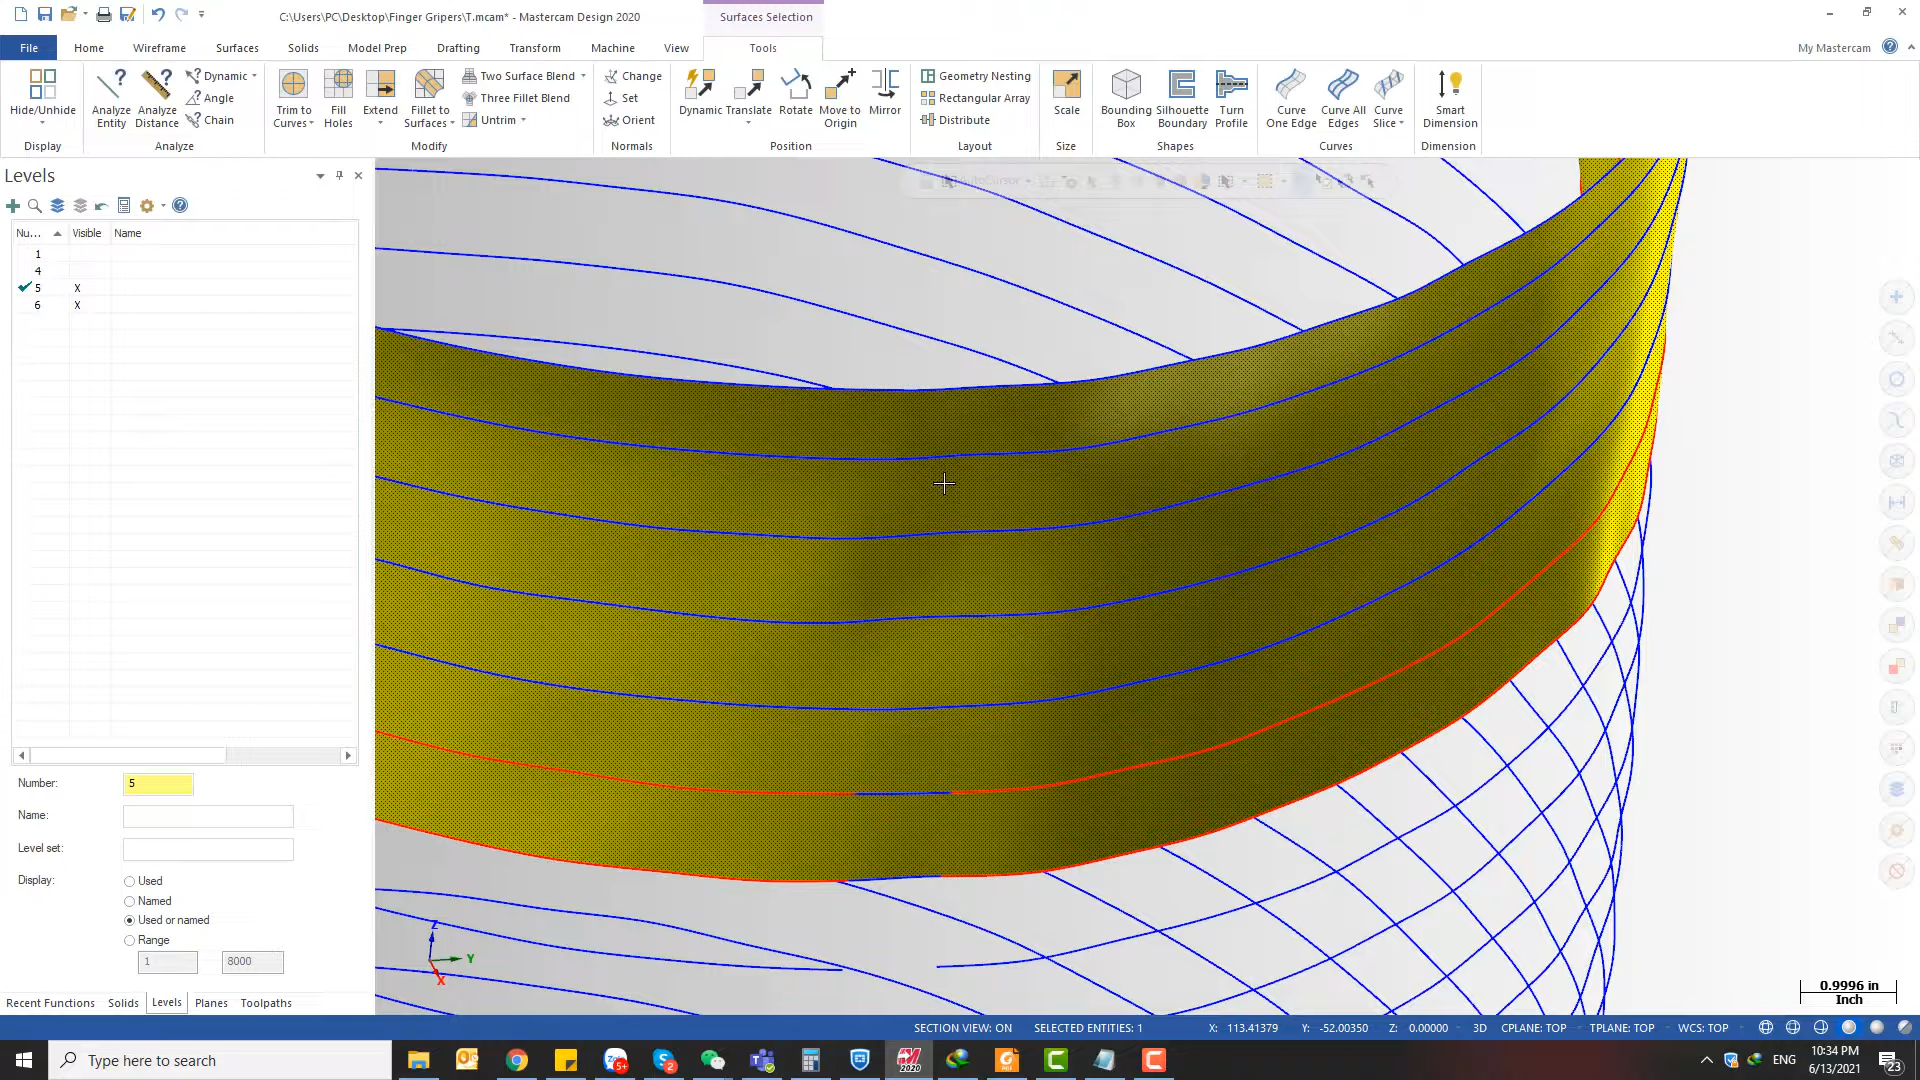 C:\Users\PC\Desktop\Finger Gripers\T.mcam* - Mastercam Design 2020
Surfaces Selection
File
Home
Wireframe
Surfaces
Solids
Model Prep
Drafting
Transform
Machine
View
Tools
My Mastercam
Hide/Unhide
Display
Analyze Entity
Analyze Distance
Dynamic
Angle
Chain
Analyze
Trim to Curves
Fill Holes
Extend
Fillet to Surfaces
Two Surface Blend
Three Fillet Blend
Untrim
Modify
Change
Set
Orient
Normals
Dynamic
Translate
Rotate
Move to Origin
Mirror
Position
Geometry Nesting
Rectangular Array
Distribute
Layout
Scale
Size
Bounding Box
Silhouette Boundary
Turn Profile
Shapes
Curve One Edge
Curve All Edges
Curve Slice
Curves
Smart Dimension
Dimension
AutoCursor
Levels
Nu...
Visible
Name
1
4
5 X
6 X
Number: 5
Name:
Level set:
Display:
Used
Named
Used or named
Range
1
8000
Recent Functions
Solids
Levels
Planes
Toolpaths
Z
Y
X
0.9996 in
Inch
SECTION VIEW: ON
SELECTED ENTITIES: 1
X: 113.41379
Y: -52.00350
Z: 0.00000
3D
CPLANE: TOP
TPLANE: TOP
WCS: TOP
Type here to search
5+
2
2020
ENG
10:34 PM
6/13/2021
23